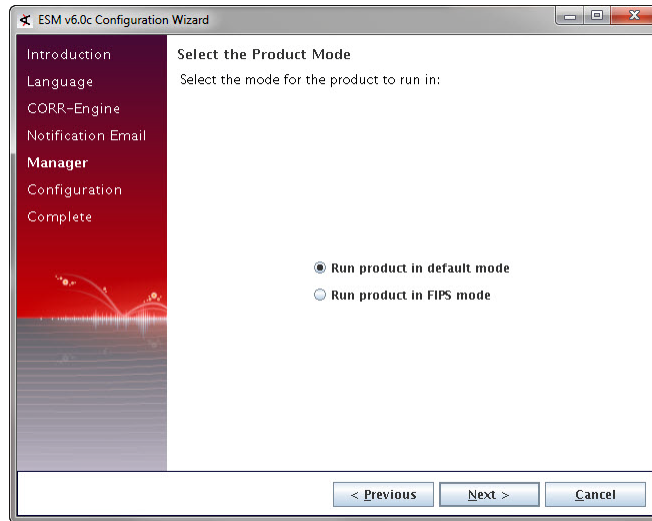 ESM v6.0c Configuration Wizard
Introduction
Language
CORR-Engine
Notification Email
Manager
Configuration
Complete
Select the Product Mode
Select the mode for the product to run in:
Run product in default mode
Run product in FIPS mode
< Previous
Next >
Cancel